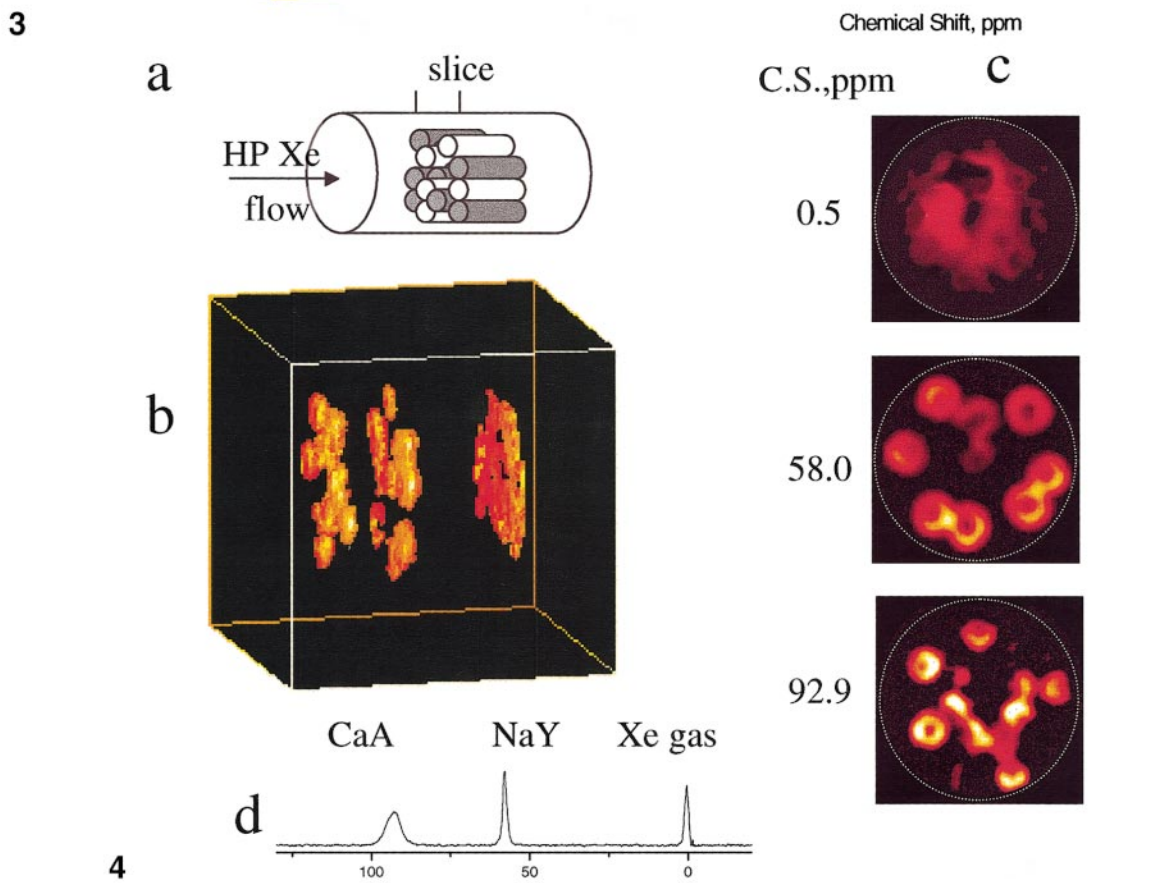 3
Chemical Shift, ppm
a
slice
C.S.,ppm
c
HP Xe
flow
0.5
b
58.0
92.9
CaA NaY Xe gas
d
100 50 0
4